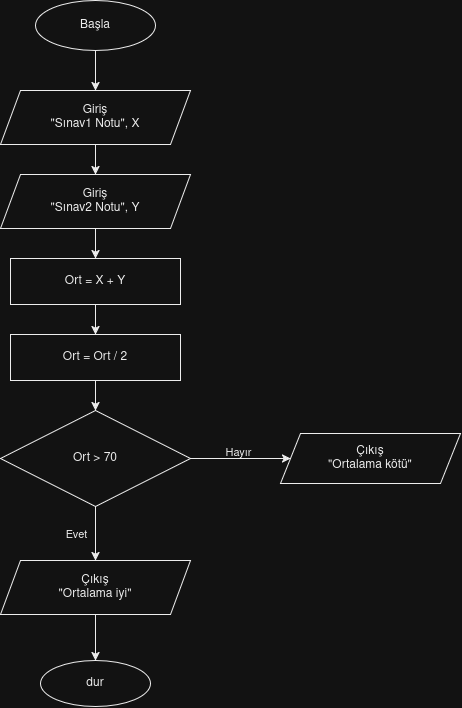 Başla
Giriş
"Sınav1 Notu", X
Giriş
"Sınav2 Notu", Y
Ort = X + Y
Ort = Ort / 2
Ort > 70
Hayır
Çıkış
"Ortalama kötü"
Evet
Çıkış
"Ortalama iyi"
dur